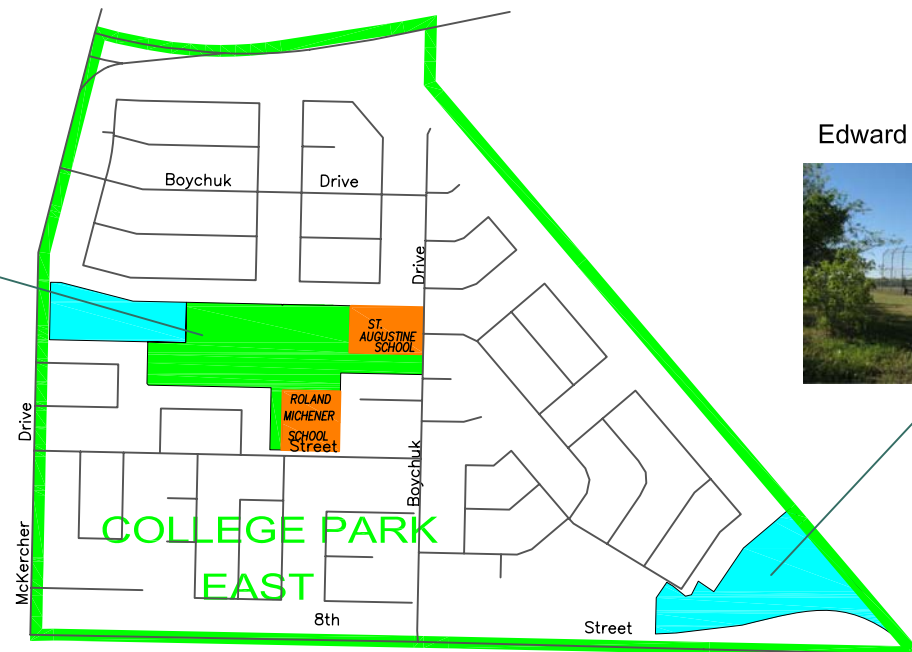 Edward
Boychuk Drive
Drive
ST.
AUGUSTINE
SCHOOL
ROLAND
MICHENER
SCHOOL
Street
Drive
Boychuk
COLLEGE PARK
EAST
McKercher
8th Street